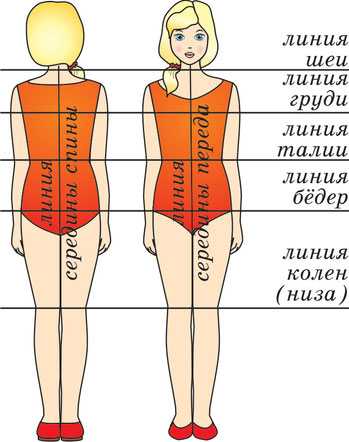 линия
шеи
линия
груди
линия
талии
линия
бёдер
линия
колен
(низа)
линия
середины спины
линия
середины переда